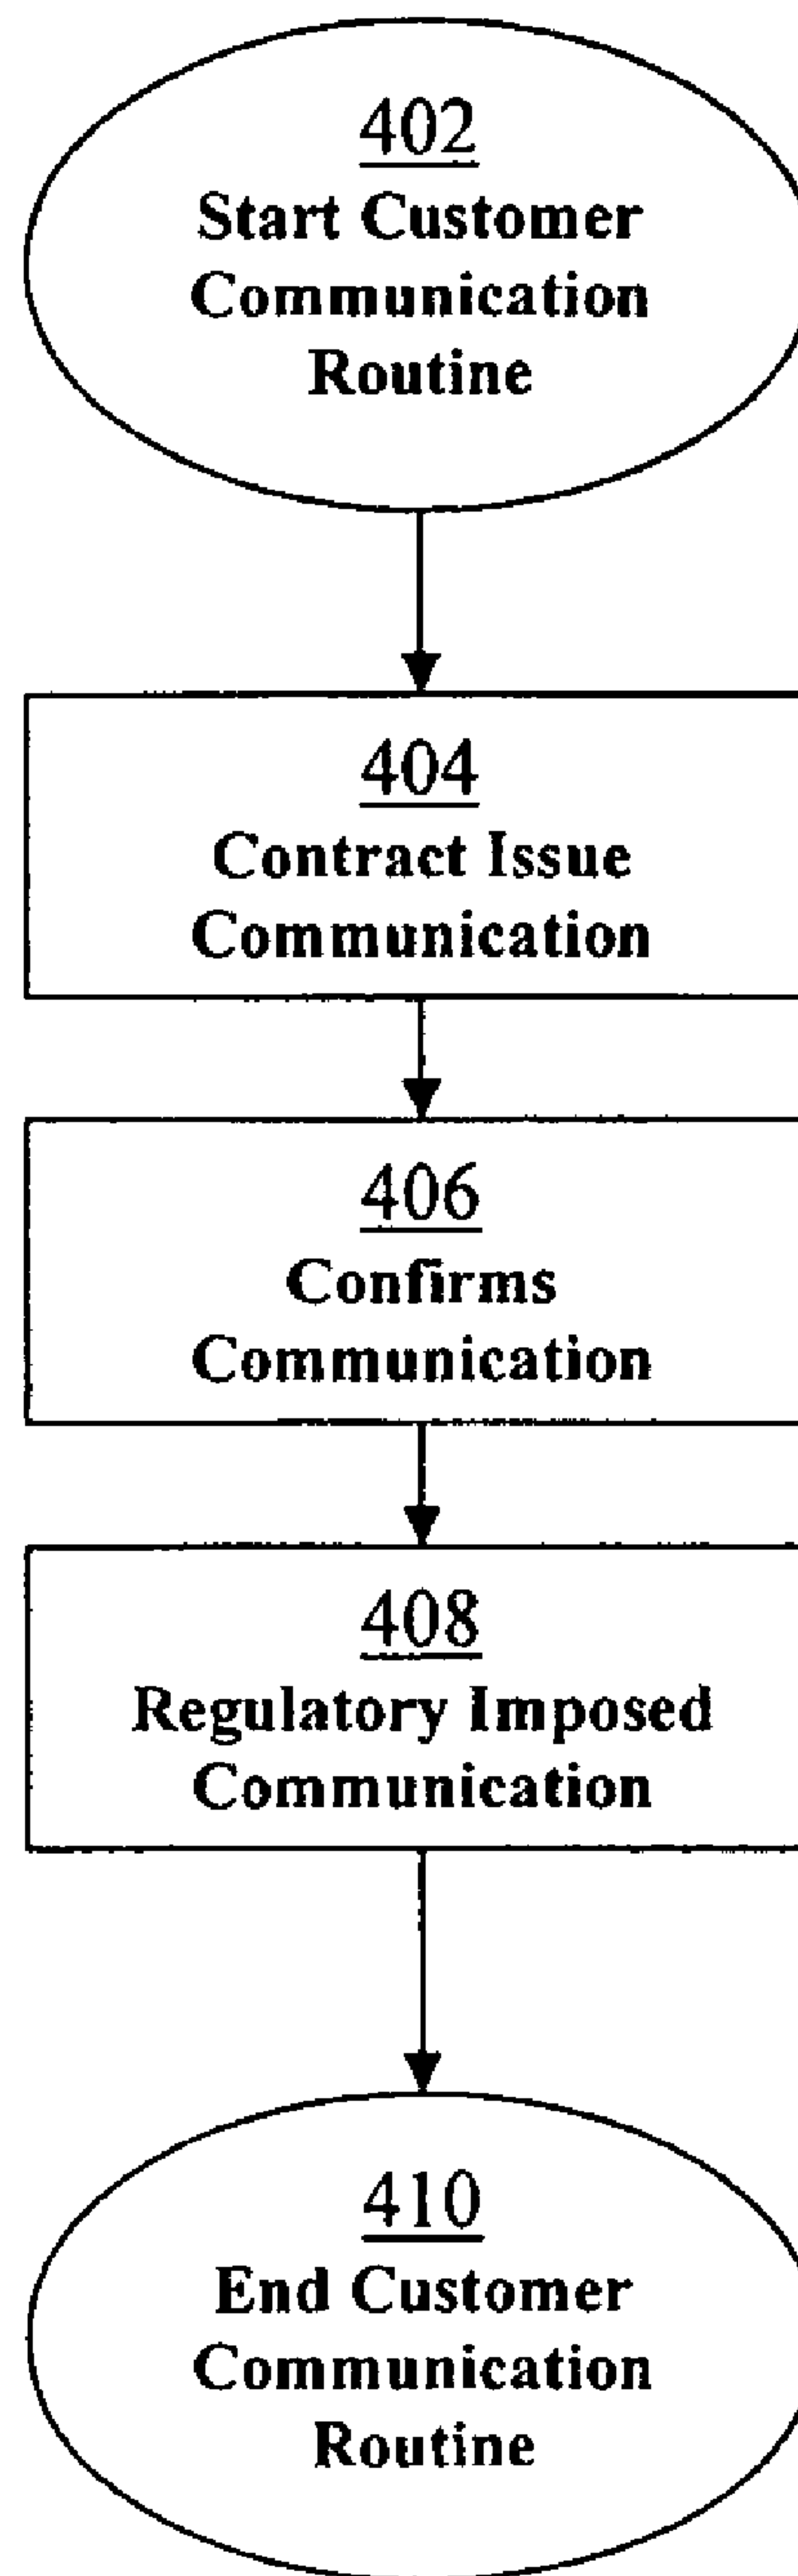 402
Start Customer
Communication
Routine
404
Contract Issue
Communication
406
Confirms
Communication
408
Regulatory Imposed
Communication
410
End Customer
Communication
Routine